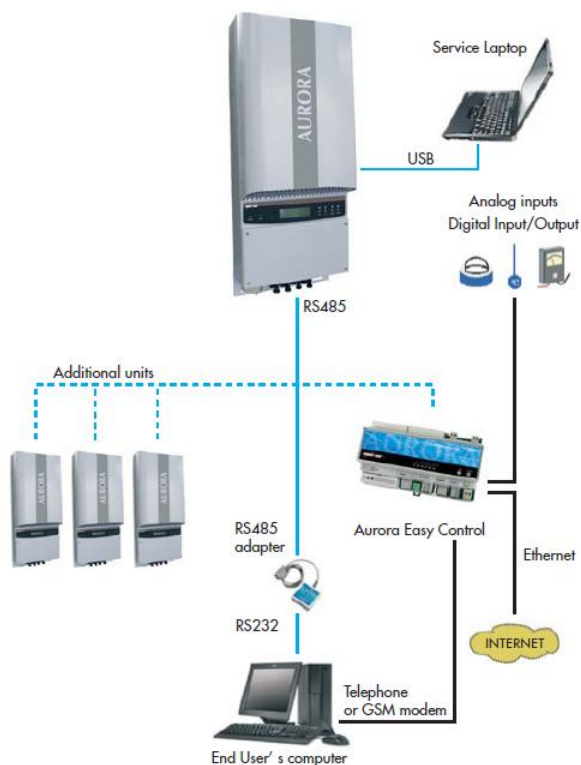 Service Laptop
AURORA
USB
Analog inputs
Digital Input/Output
RS485
Additional units
AURORA
AURORA
AURORA
AURORA
RS485
adapter
Aurora Easy Control
Ethernet
RS232
INTERNET
Telephone
or GSM modem
End User' s computer